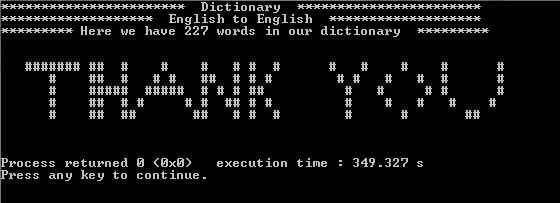 ************************ Dictionary ************************
******************** English to English ********************
********* Here we have 227 words in our dictionary *********
THANK YOU
Process returned 0 (0x0)   execution time : 349.327 s
Press any key to continue.